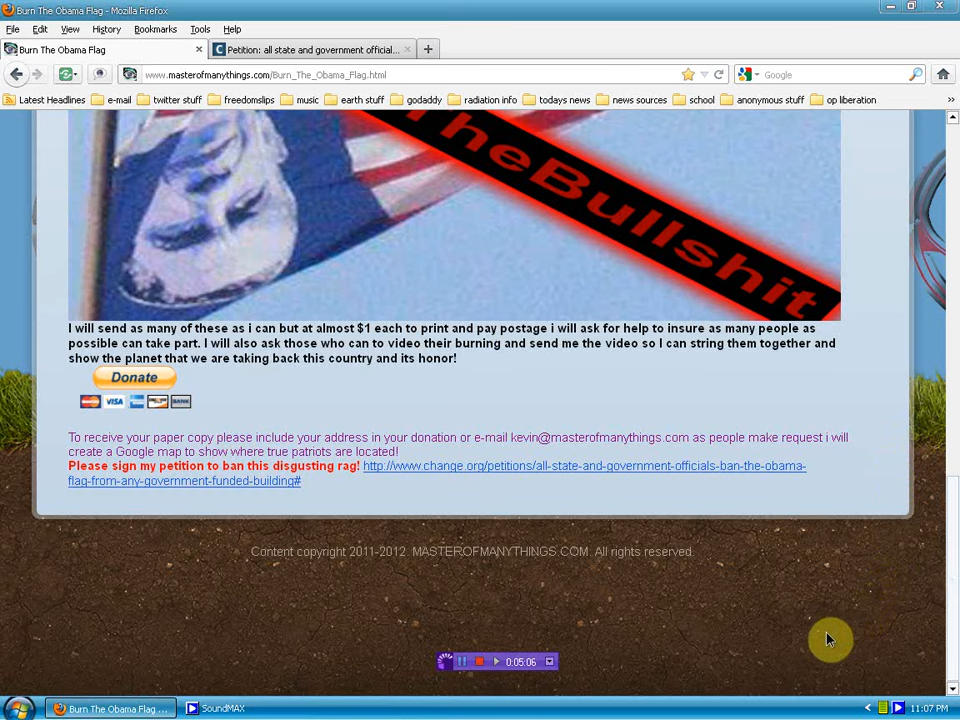 Burn The Obama Flag - Mozilla Firefox
File Edit View History Bookmarks Tools Help
Burn The Obama Flag
Petition: all state and government official...
www.masterofmanythings.com/Burn_The_Obama_Flag.html
Google
Latest Headlines e-mail twitter stuff freedomslips music earth stuff godaddy radiation info todays news news sources school anonymous stuff op liberation »
TheBullshit
I will send as many of these as i can but at almost $1 each to print and pay postage i will ask for help to insure as many people as
possible can take part. I will also ask those who can to video their burning and send me the video so I can string them together and
show the planet that we are taking back this country and its honor!
Donate
VISA
BANK
To receive your paper copy please include your address in your donation or e-mail kevin@masterofmanythings.com as people make request i will
create a Google map to show where true patriots are located!
Please sign my petition to ban this disgusting rag! http://www.change.org/petitions/all-state-and-government-officials-ban-the-obama-
flag-from-any-government-funded-building#
Content copyright 2011-2012. MASTEROFMANYTHINGS.COM. All rights reserved.
0:05:06
Burn The Obama Flag ...
SoundMAX
11:07 PM